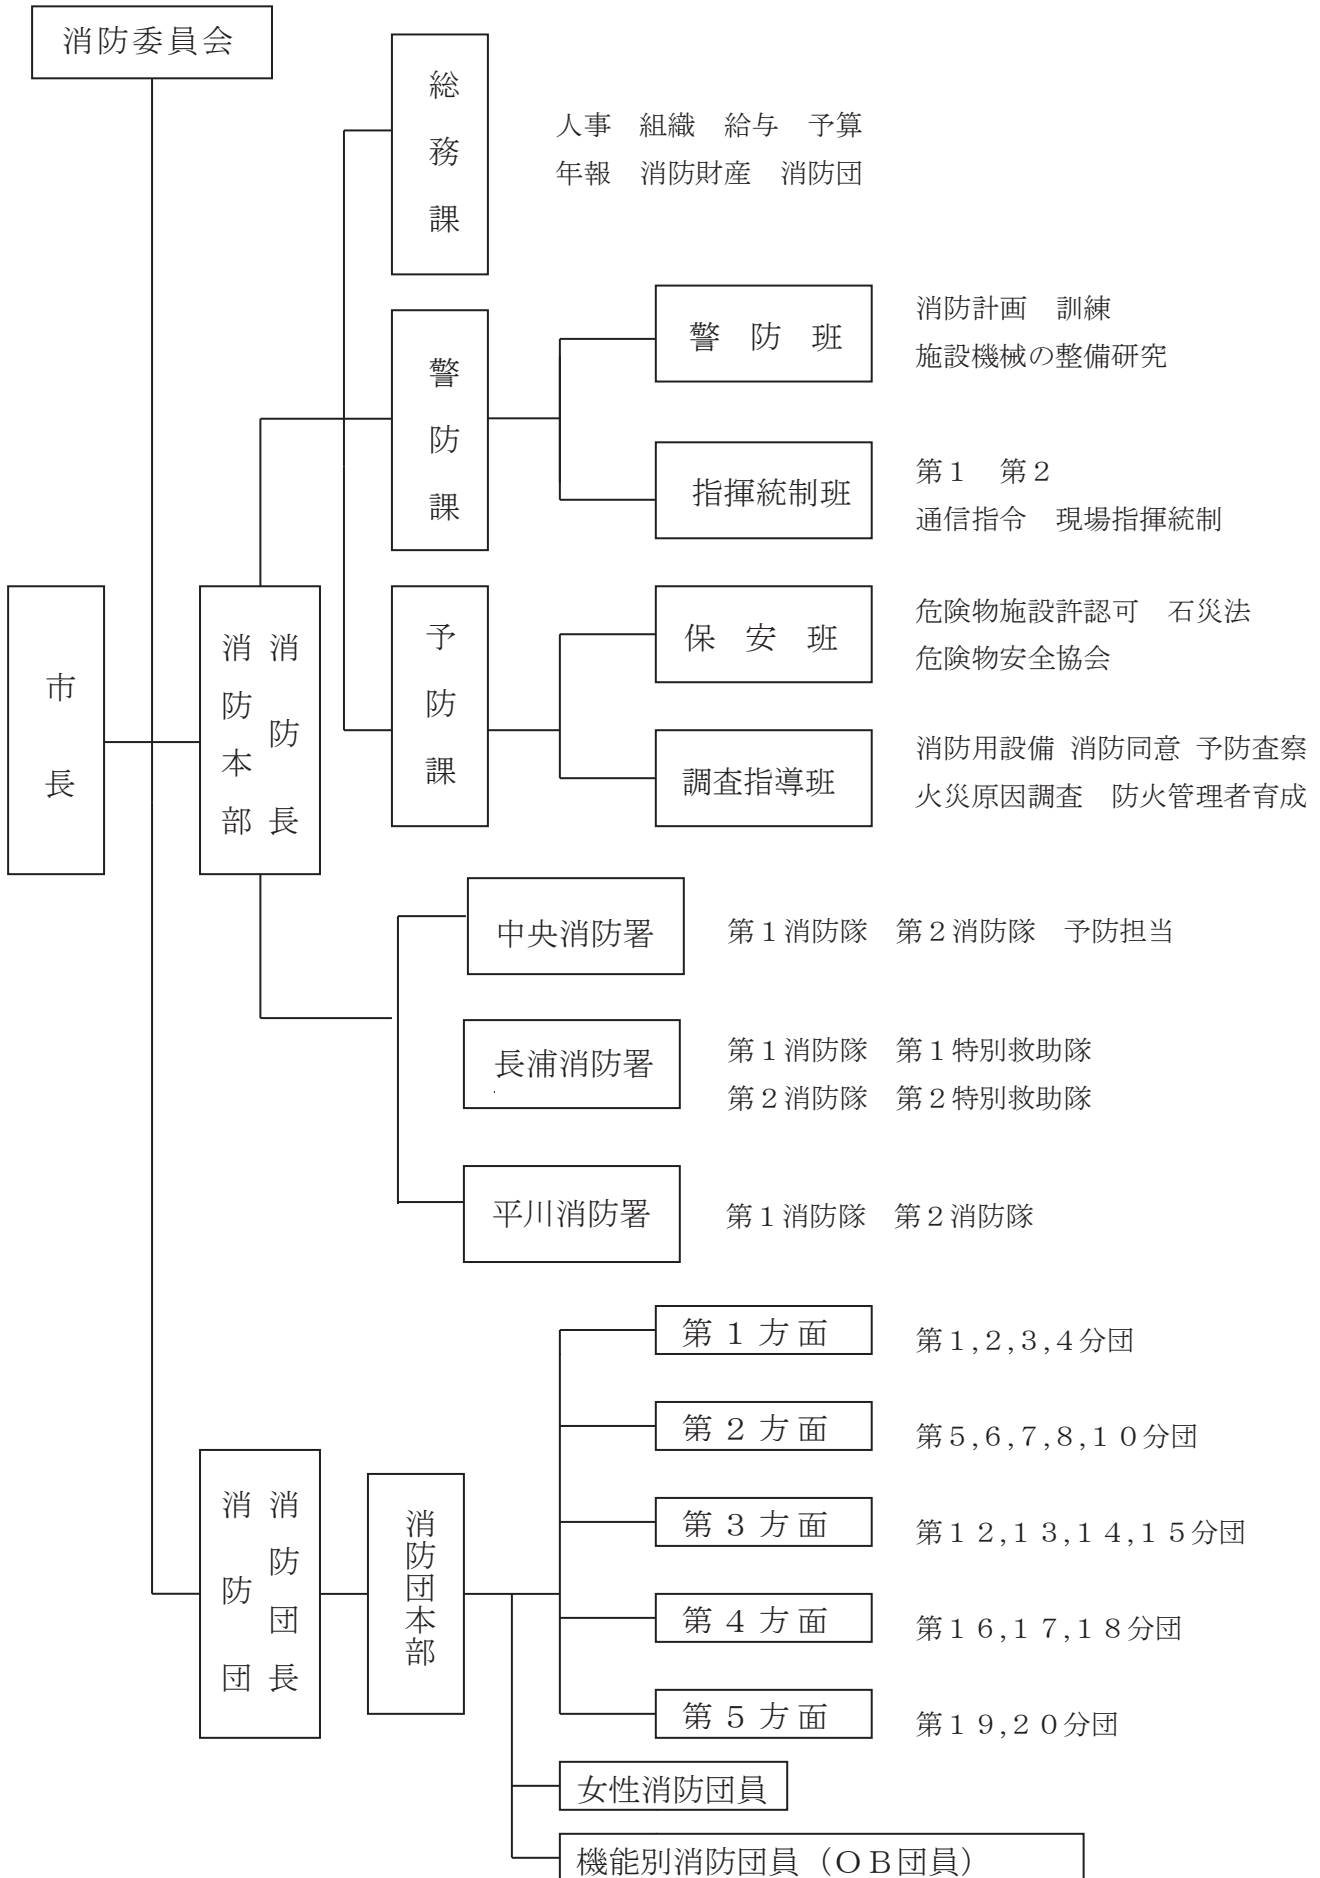 消防委員会
総務課
人事　組織　給与　予算
年報　消防財産　消防団
警防課
警　防　班
消防計画　訓練
施設機械の整備研究
指揮統制班
第１　第２
通信指令　現場指揮統制
市長
消防長
消防本部
予防課
保　安　班
危険物施設許認可　石災法
危険物安全協会
調査指導班
消防用設備 消防同意 予防査察
火災原因調査　防火管理者育成
中央消防署
第１消防隊　第２消防隊　予防担当
長浦消防署
第１消防隊　第１特別救助隊
第２消防隊　第２特別救助隊
平川消防署
第１消防隊　第２消防隊
消防団長
消防団
消防団本部
第１方面
第１,２,３,４分団
第２方面
第５,６,７,８,１０分団
第３方面
第１２,１３,１４,１５分団
第４方面
第１６,１７,１８分団
第５方面
第１９,２０分団
女性消防団員
機能別消防団員（ＯＢ団員）